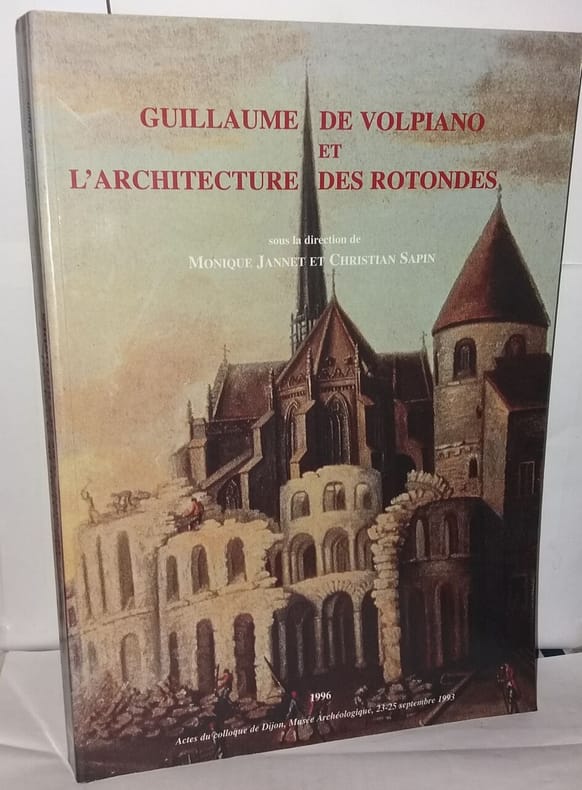 GUILLAUME DE VOLPIANO
ET
L'ARCHITECTURE DES ROTONDES
sous la direction de
MONIQUE JANNET ET CHRISTIAN SAPIN
1996
Actes du colloque de Dijon, Musée Archéologique, 23-25 septembre 1993